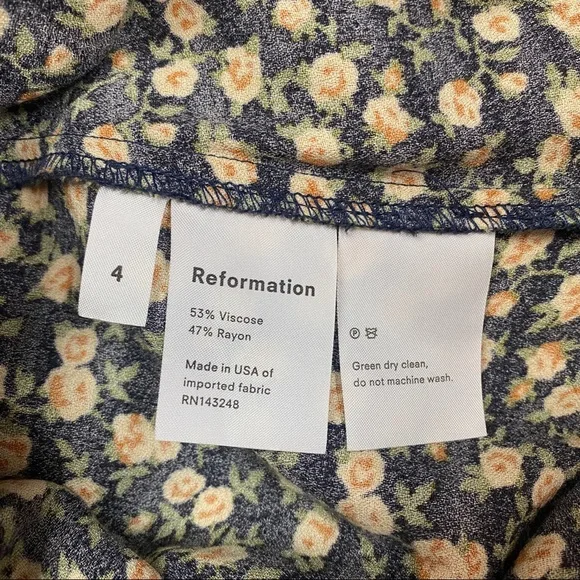 4
Reformation
53% Viscose
47% Rayon
Made in USA of
imported fabric
RN143248
P
Green dry clean,
do not machine wash.